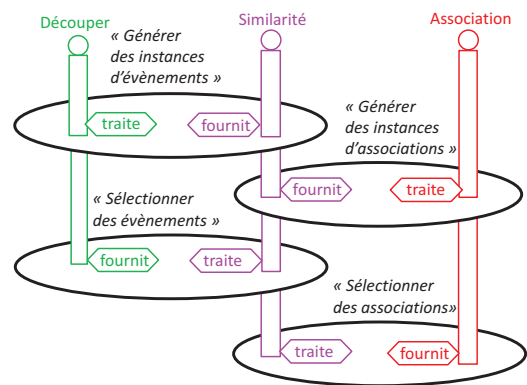 Découper
Similarité
Association
« Générer
des instances
d'évènements »
traite
fournit
« Générer
des instances
d'associations »
fournit
traite
« Sélectionner
des évènements »
fournit
traite
« Sélectionner
des associations»
traite
fournit